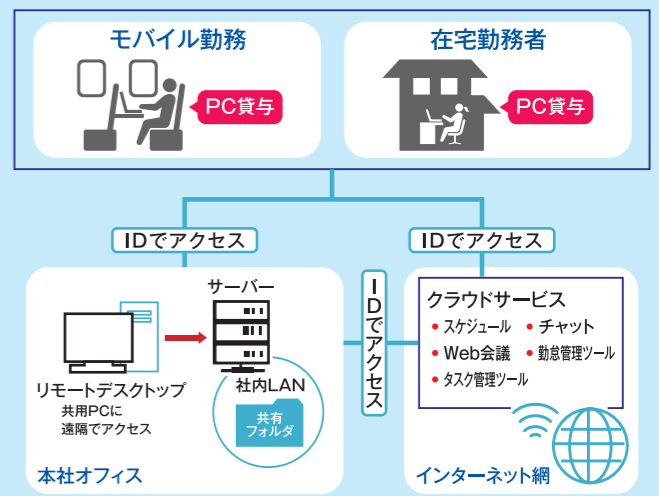 モバイル勤務
PC貸与
在宅勤務者
PC貸与
IDでアクセス
IDでアクセス
リモートデスクトップ
共用PCに
遠隔でアクセス
サーバー
社内LAN
共有
フォルダ
本社オフィス
IDでアクセス
クラウドサービス
• スケジュール • チャット
• Web会議 • 勤怠管理ツール
• タスク管理ツール
インターネット網